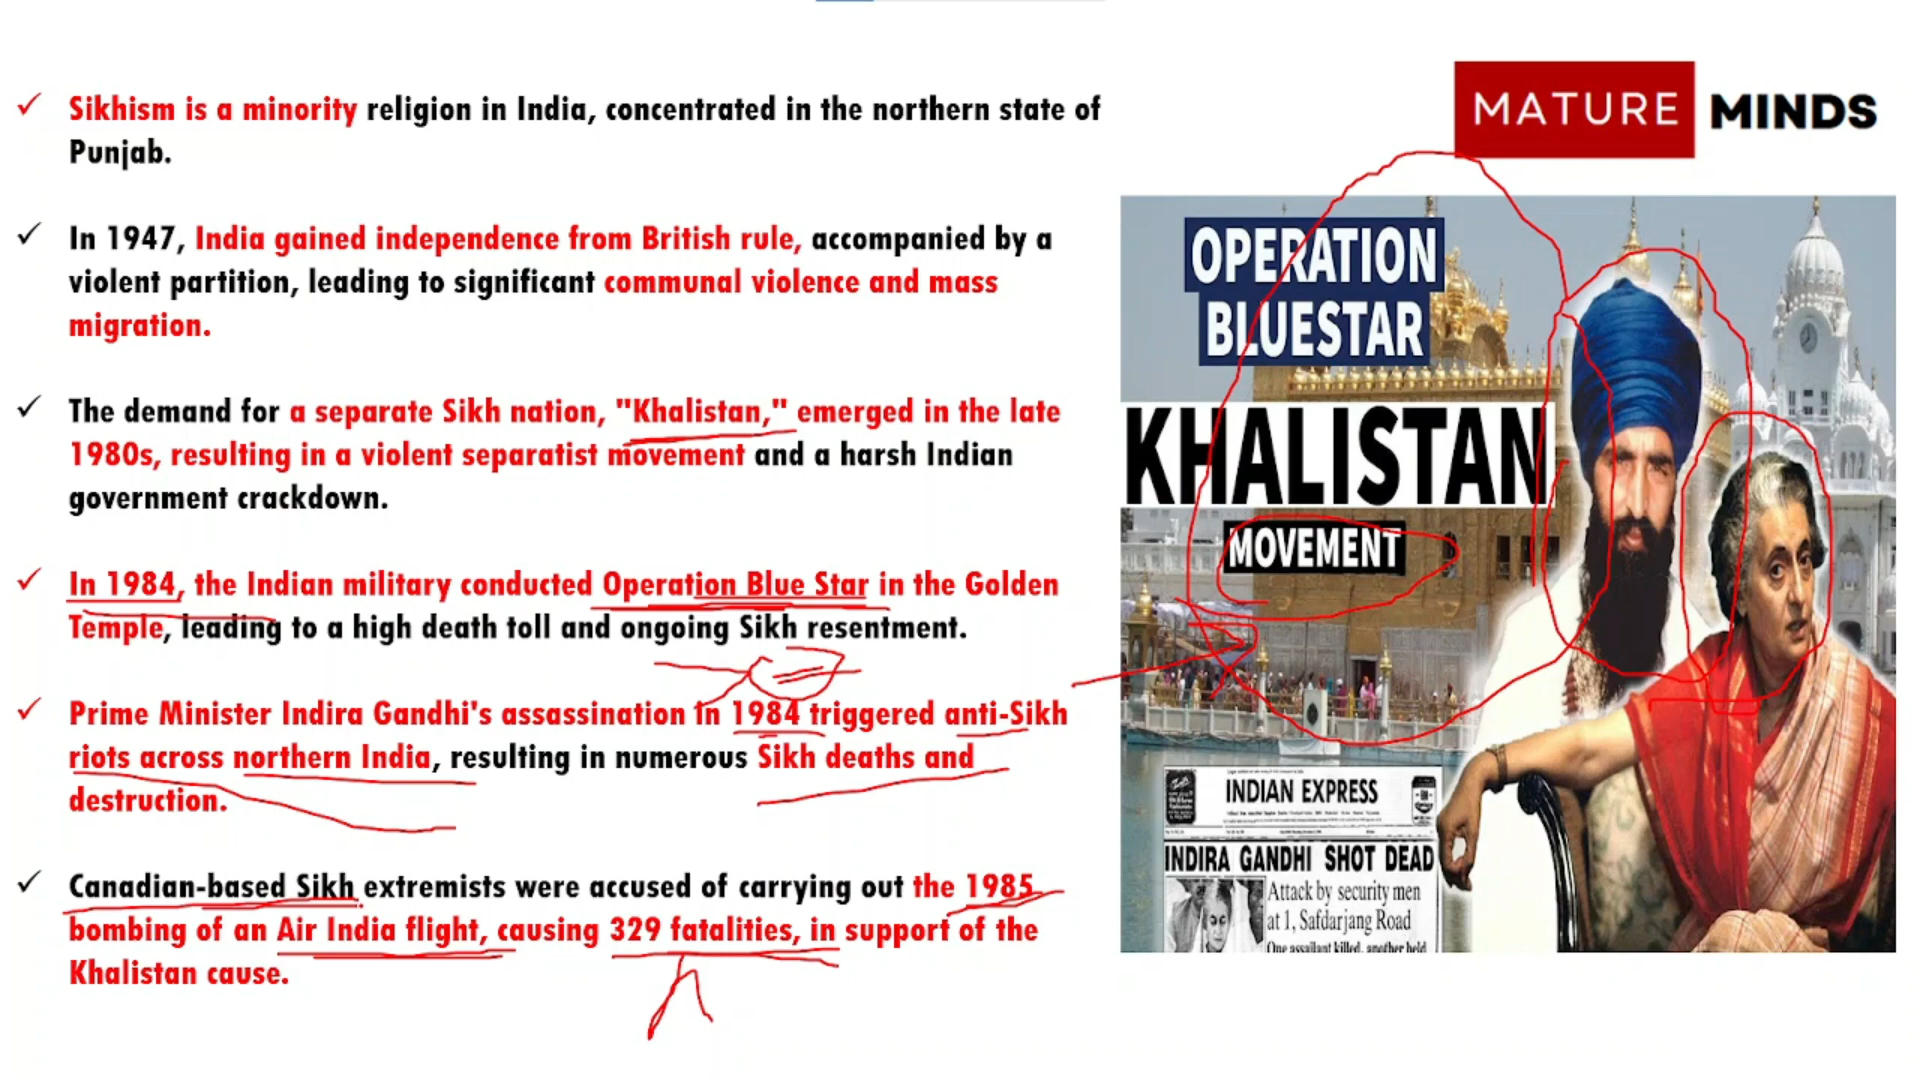 Sikhism is a minority religion in India, concentrated in the northern state of
Punjab.
In 1947, India gained independence from British rule, accompanied by a
violent partition, leading to significant communal violence and mass
migration.
The demand for a separate Sikh nation, "Khalistan," emerged in the late
1980s, resulting in a violent separatist movement and a harsh Indian
government crackdown.
In 1984, the Indian military conducted Operation Blue Star in the Golden
Temple, leading to a high death toll and ongoing Sikh resentment.
Prime Minister Indira Gandhi's assassination in 1984 triggered anti-Sikh
riots across northern India, resulting in numerous Sikh deaths and
destruction.
Canadian-based Sikh extremists were accused of carrying out the 1985
bombing of an Air India flight, causing 329 fatalities, in support of the
Khalistan cause.
MATURE MINDS
OPERATION
BLUESTAR
KHALISTAN
MOVEMENT
INDIAN EXPRESS
INDIRA GANDHI SHOT DEAD
Attack by security men
at 1, Safdarjang Road
One assailant killed, another held